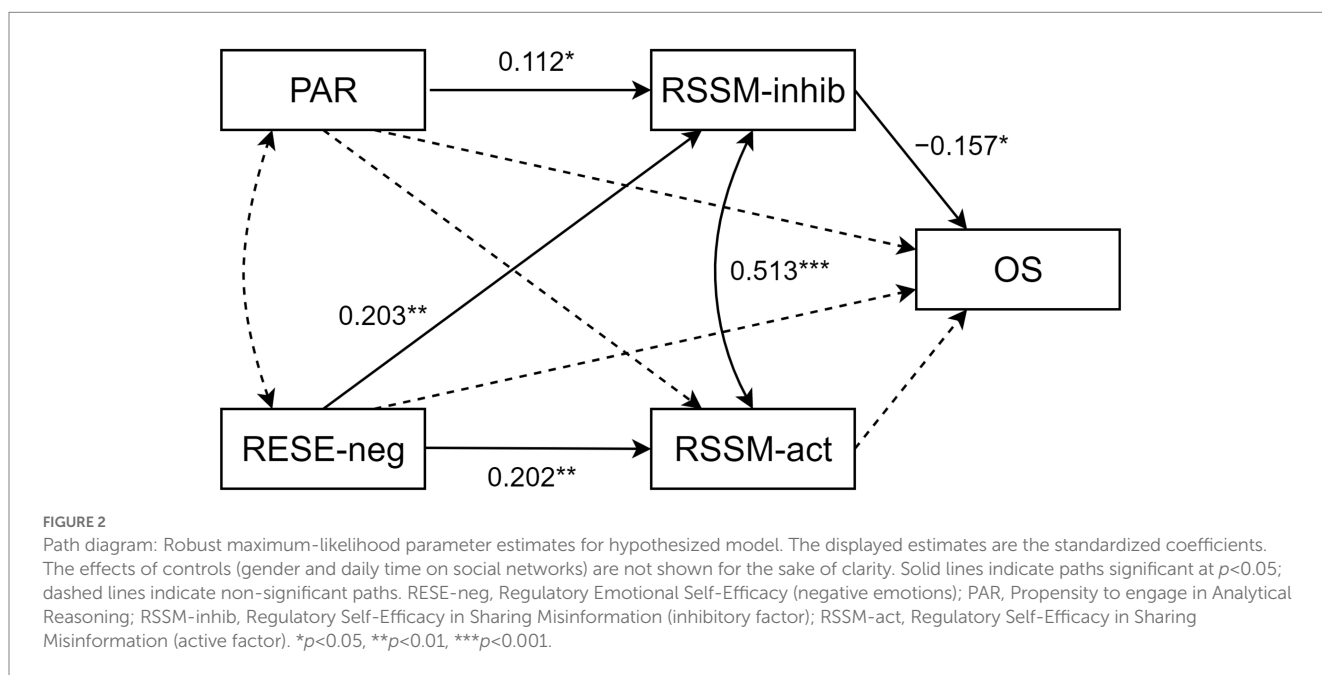 PAR
0.112*
RSSM-inhib
−0.157*
OS
0.513***
0.203**
RESE-neg
0.202**
RSSM-act
FIGURE 2
Path diagram: Robust maximum-likelihood parameter estimates for hypothesized model. The displayed estimates are the standardized coefficients.
The effects of controls (gender and daily time on social networks) are not shown for the sake of clarity. Solid lines indicate paths significant at p<0.05;
dashed lines indicate non-significant paths. RESE-neg, Regulatory Emotional Self-Efficacy (negative emotions); PAR, Propensity to engage in Analytical
Reasoning; RSSM-inhib, Regulatory Self-Efficacy in Sharing Misinformation (inhibitory factor); RSSM-act, Regulatory Self-Efficacy in Sharing
Misinformation (active factor). *p<0.05, **p<0.01, ***p<0.001.